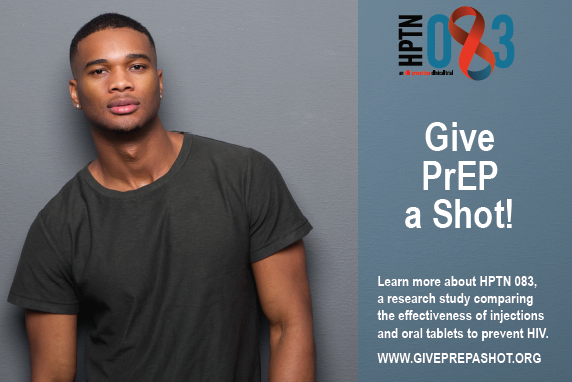 HPTN 083
Give
PrEP
a Shot!
Learn more about HPTN 083,
a research study comparing
the effectiveness of injections
and oral tablets to prevent HIV.
WWW.GIVEPREPASHOT.ORG